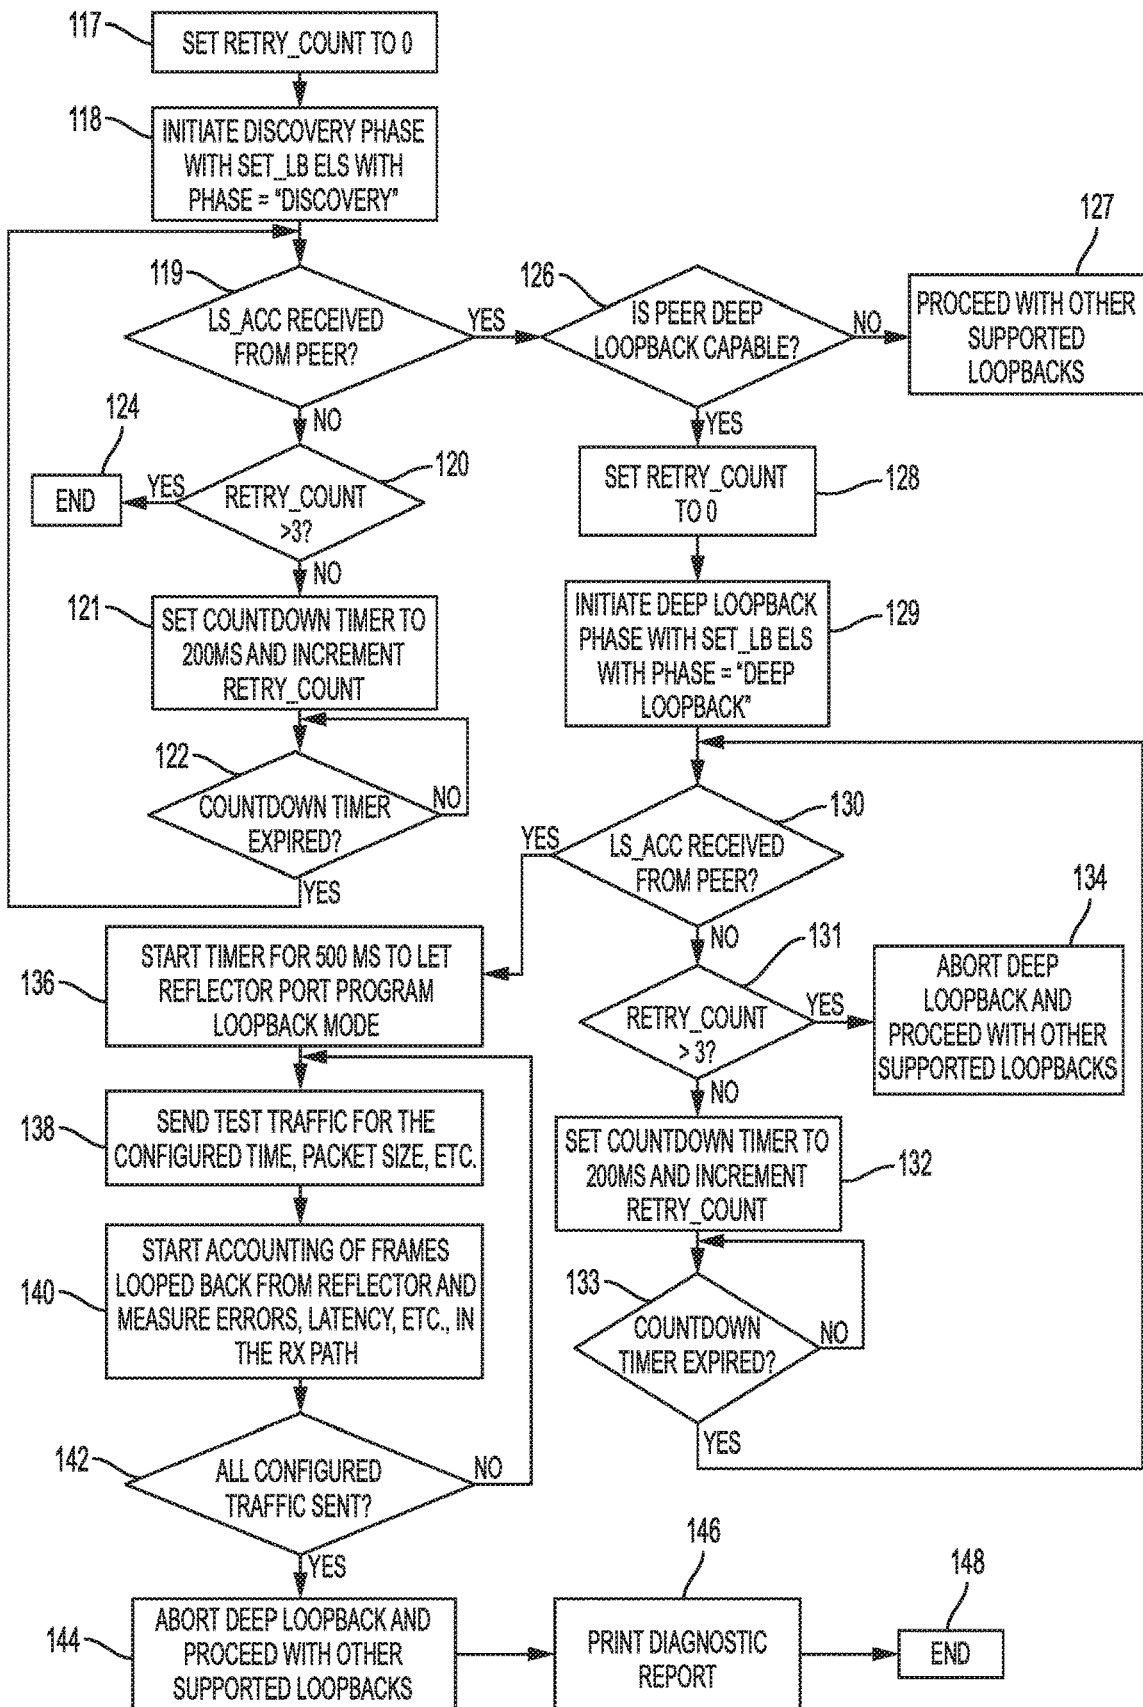 117
SET RETRY_COUNT TO 0
118
INITIATE DISCOVERY PHASE
WITH SET_LB ELS WITH
PHASE = "DISCOVERY"
119
LS_ACC RECEIVED
FROM PEER?
YES
NO
126
IS PEER DEEP
LOOPBACK CAPABLE?
NO
YES
127
PROCEED WITH OTHER
SUPPORTED
LOOPBACKS
124
END
YES
120
RETRY_COUNT
>3?
NO
128
SET RETRY_COUNT
TO 0
121
SET COUNTDOWN TIMER TO
200MS AND INCREMENT
RETRY_COUNT
129
INITIATE DEEP LOOPBACK
PHASE WITH SET_LB ELS
WITH PHASE = "DEEP
LOOPBACK"
122
COUNTDOWN TIMER
EXPIRED?
NO
YES
130
YES
LS_ACC RECEIVED
FROM PEER?
NO
131
RETRY_COUNT
> 3?
YES
NO
134
ABORT DEEP
LOOPBACK AND
PROCEED WITH OTHER
SUPPORTED LOOPBACKS
136
START TIMER FOR 500 MS TO LET
REFLECTOR PORT PROGRAM
LOOPBACK MODE
138
SEND TEST TRAFFIC FOR THE
CONFIGURED TIME, PACKET SIZE, ETC.
132
SET COUNTDOWN TIMER TO
200MS AND INCREMENT
RETRY_COUNT
140
START ACCOUNTING OF FRAMES
LOOPED BACK FROM REFLECTOR AND
MEASURE ERRORS, LATENCY, ETC., IN
THE RX PATH
133
COUNTDOWN
TIMER EXPIRED?
NO
YES
142
ALL CONFIGURED
TRAFFIC SENT?
NO
YES
144
ABORT DEEP LOOPBACK AND
PROCEED WITH OTHER
SUPPORTED LOOPBACKS
146
PRINT DIAGNOSTIC
REPORT
148
END